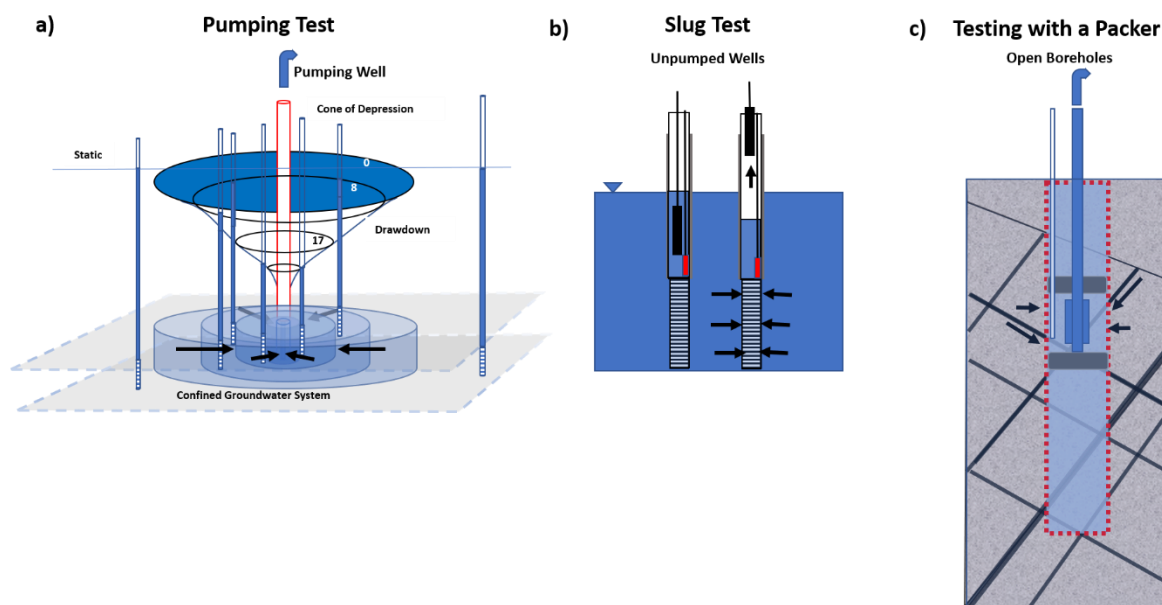 a)
Pumping Test
Pumping Well
Cone of Depression
Static
0
8
Drawdown
17
Confined Groundwater System
b)
Slug Test
Unpumped Wells
c)
Testing with a Packer
Open Boreholes